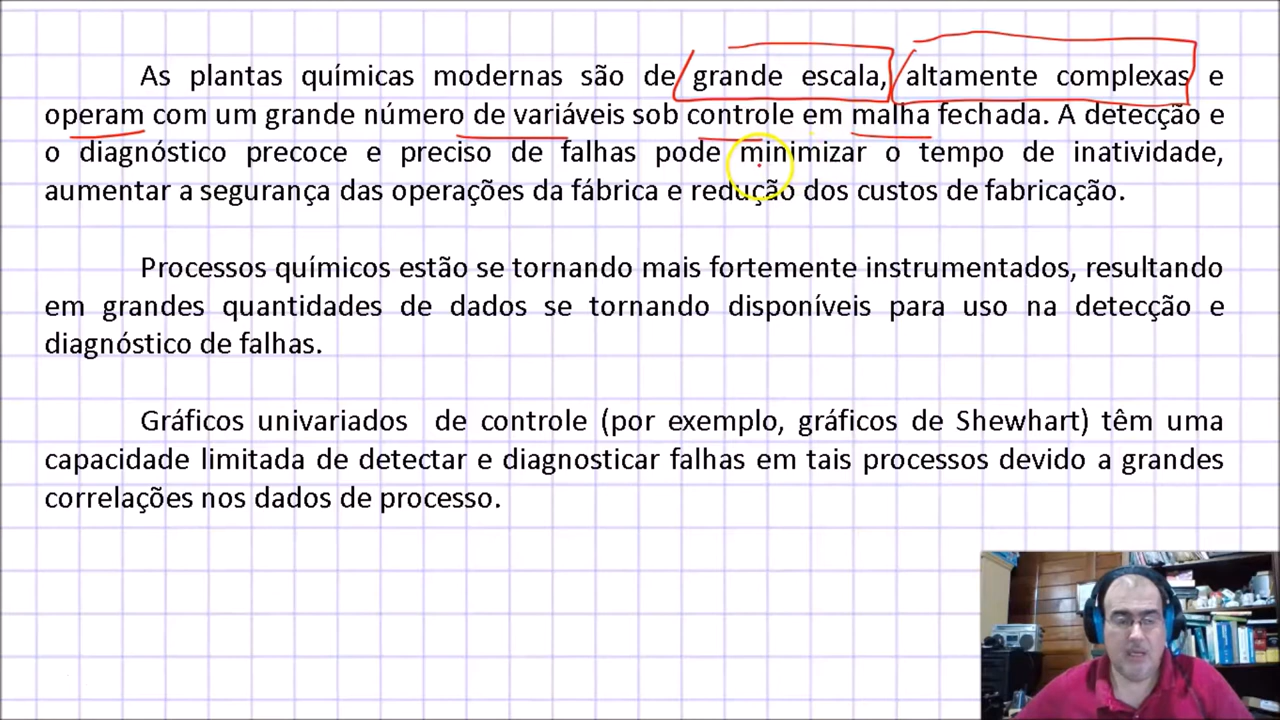 As plantas químicas modernas são de grande escala, altamente complexas e
operam com um grande número de variáveis sob controle em malha fechada. A detecção e
o diagnóstico precoce e preciso de falhas pode minimizar o tempo de inatividade,
aumentar a segurança das operações da fábrica e redução dos custos de fabricação.
Processos químicos estão se tornando mais fortemente instrumentados, resultando
em grandes quantidades de dados se tornando disponíveis para uso na detecção e
diagnóstico de falhas.
Gráficos univariados de controle (por exemplo, gráficos de Shewhart) têm uma
capacidade limitada de detectar e diagnosticar falhas em tais processos devido a grandes
correlações nos dados de processo.